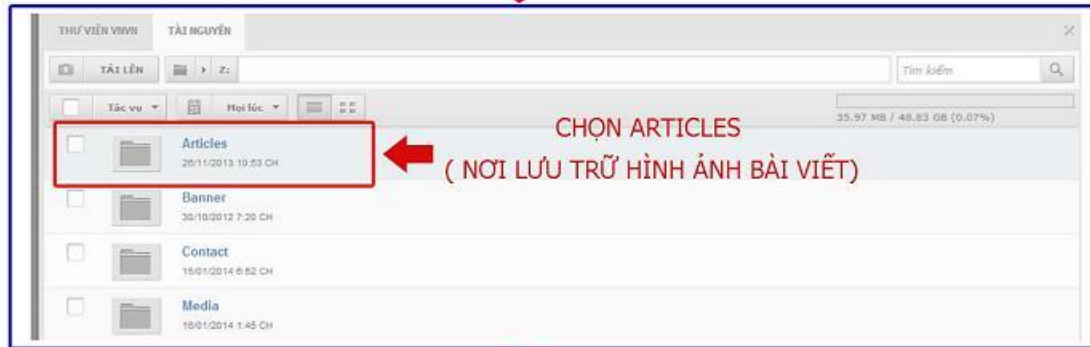 THƯ VIỆN VNVN TÀI NGUYÊN
TẢI LÊN Z: Tìm kiếm
Tác vụ Mọi lúc
35.97 MB / 48.83 GB (0.07%)
CHỌN ARTICLES
( NƠI LƯU TRỮ HÌNH ẢNH BÀI VIẾT)
Articles
26/11/2013 10:53 CH
Banner
30/10/2012 7:20 CH
Contact
15/01/2014 6:52 CH
Media
16/01/2014 1:45 CH